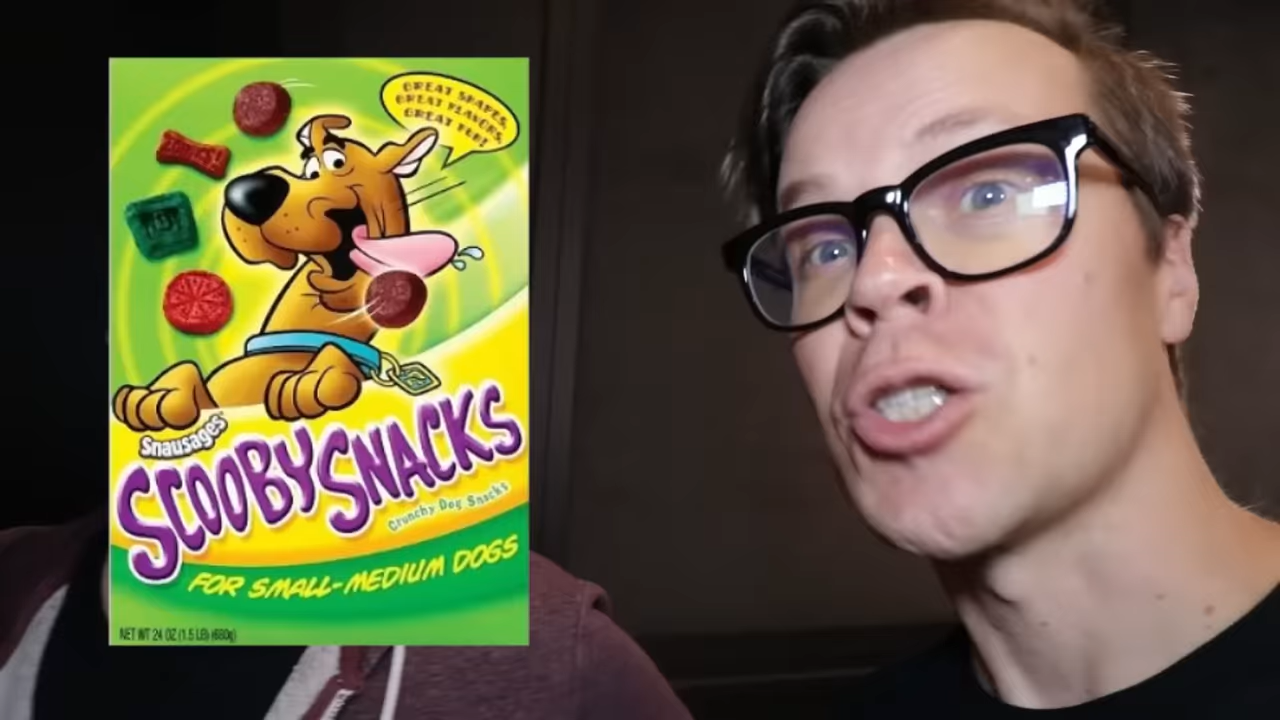 GREAT SHAPES,
GREAT FLAVORS,
GREAT FUN!
Snausages
SCOOBY SNACKS
Crunchy Dog Snacks
FOR SMALL-MEDIUM DOGS
NET WT 24 OZ (1.5 LB) (680g)